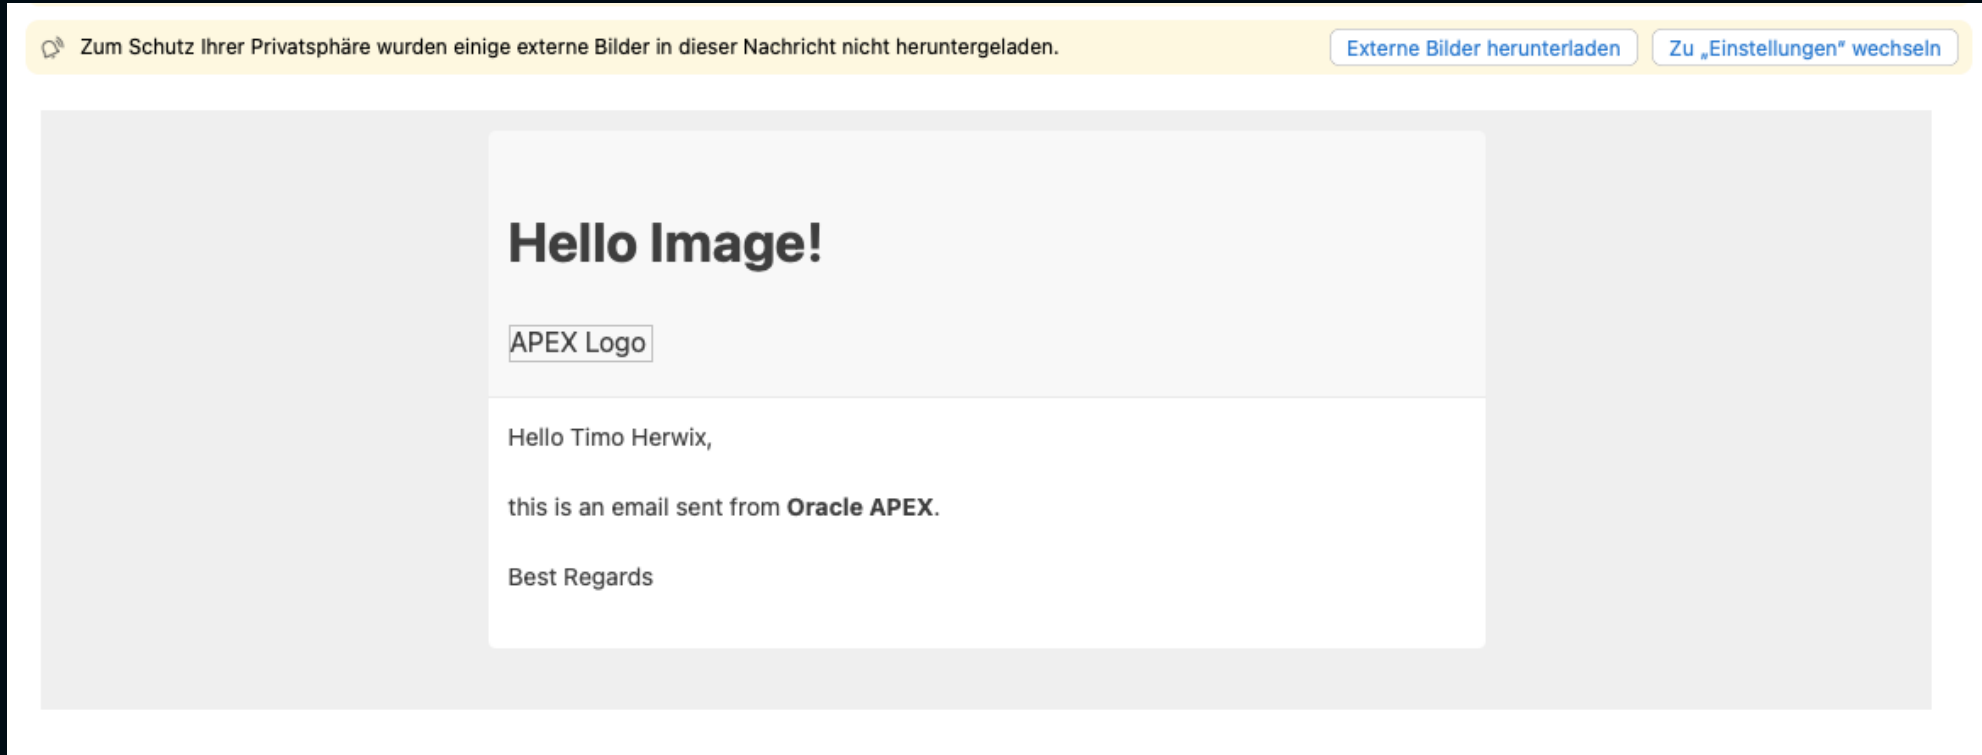 Zum Schutz Ihrer Privatsphäre wurden einige externe Bilder in dieser Nachricht nicht heruntergeladen.
Externe Bilder herunterladen
Zu „Einstellungen“ wechseln
Hello Image!
APEX Logo
Hello Timo Herwix,
this is an email sent from Oracle APEX.
Best Regards